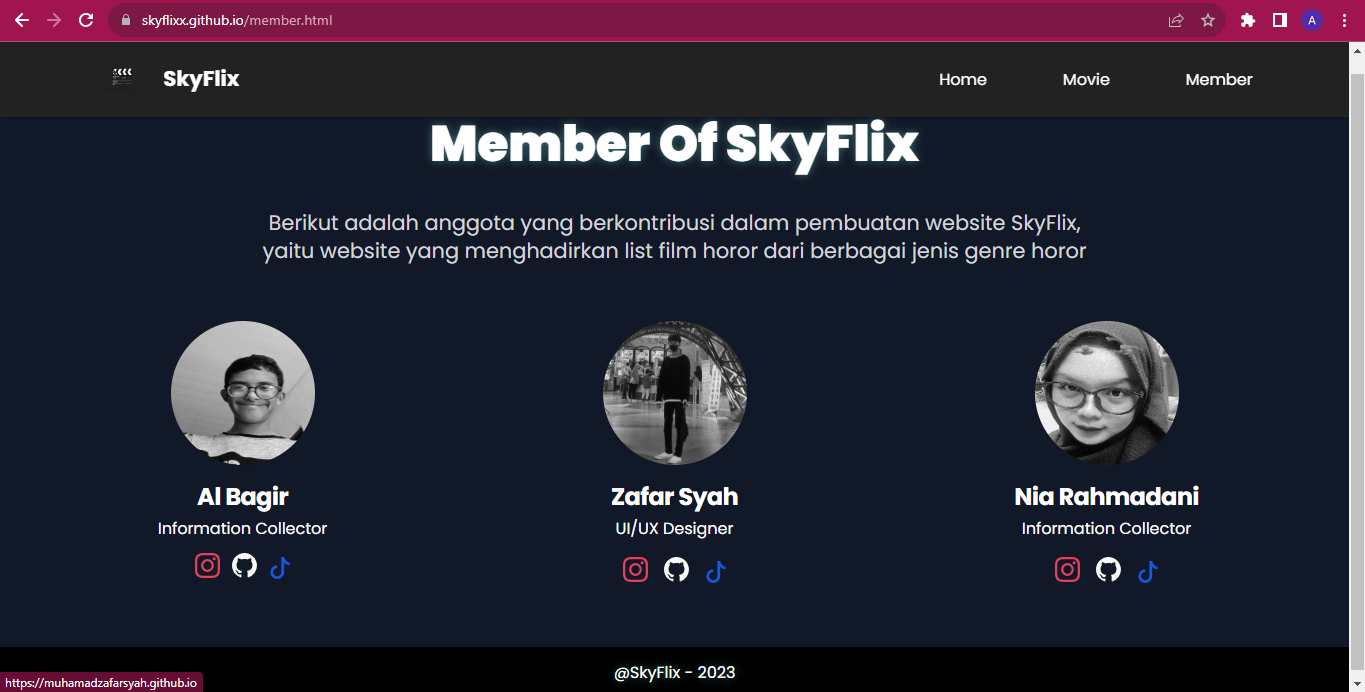 skyflixx.github.io/member.html
A
SkyFlix
Home
Movie
Member
Member Of SkyFlix
Berikut adalah anggota yang berkontribusi dalam pembuatan website SkyFlix,
yaitu website yang menghadirkan list film horor dari berbagai jenis genre horor
Al Bagir
Zafar Syah
Nia Rahmadani
Information Collector
UI/UX Designer
Information Collector
@SkyFlix - 2023
https://muhamadzafarsyah.github.io